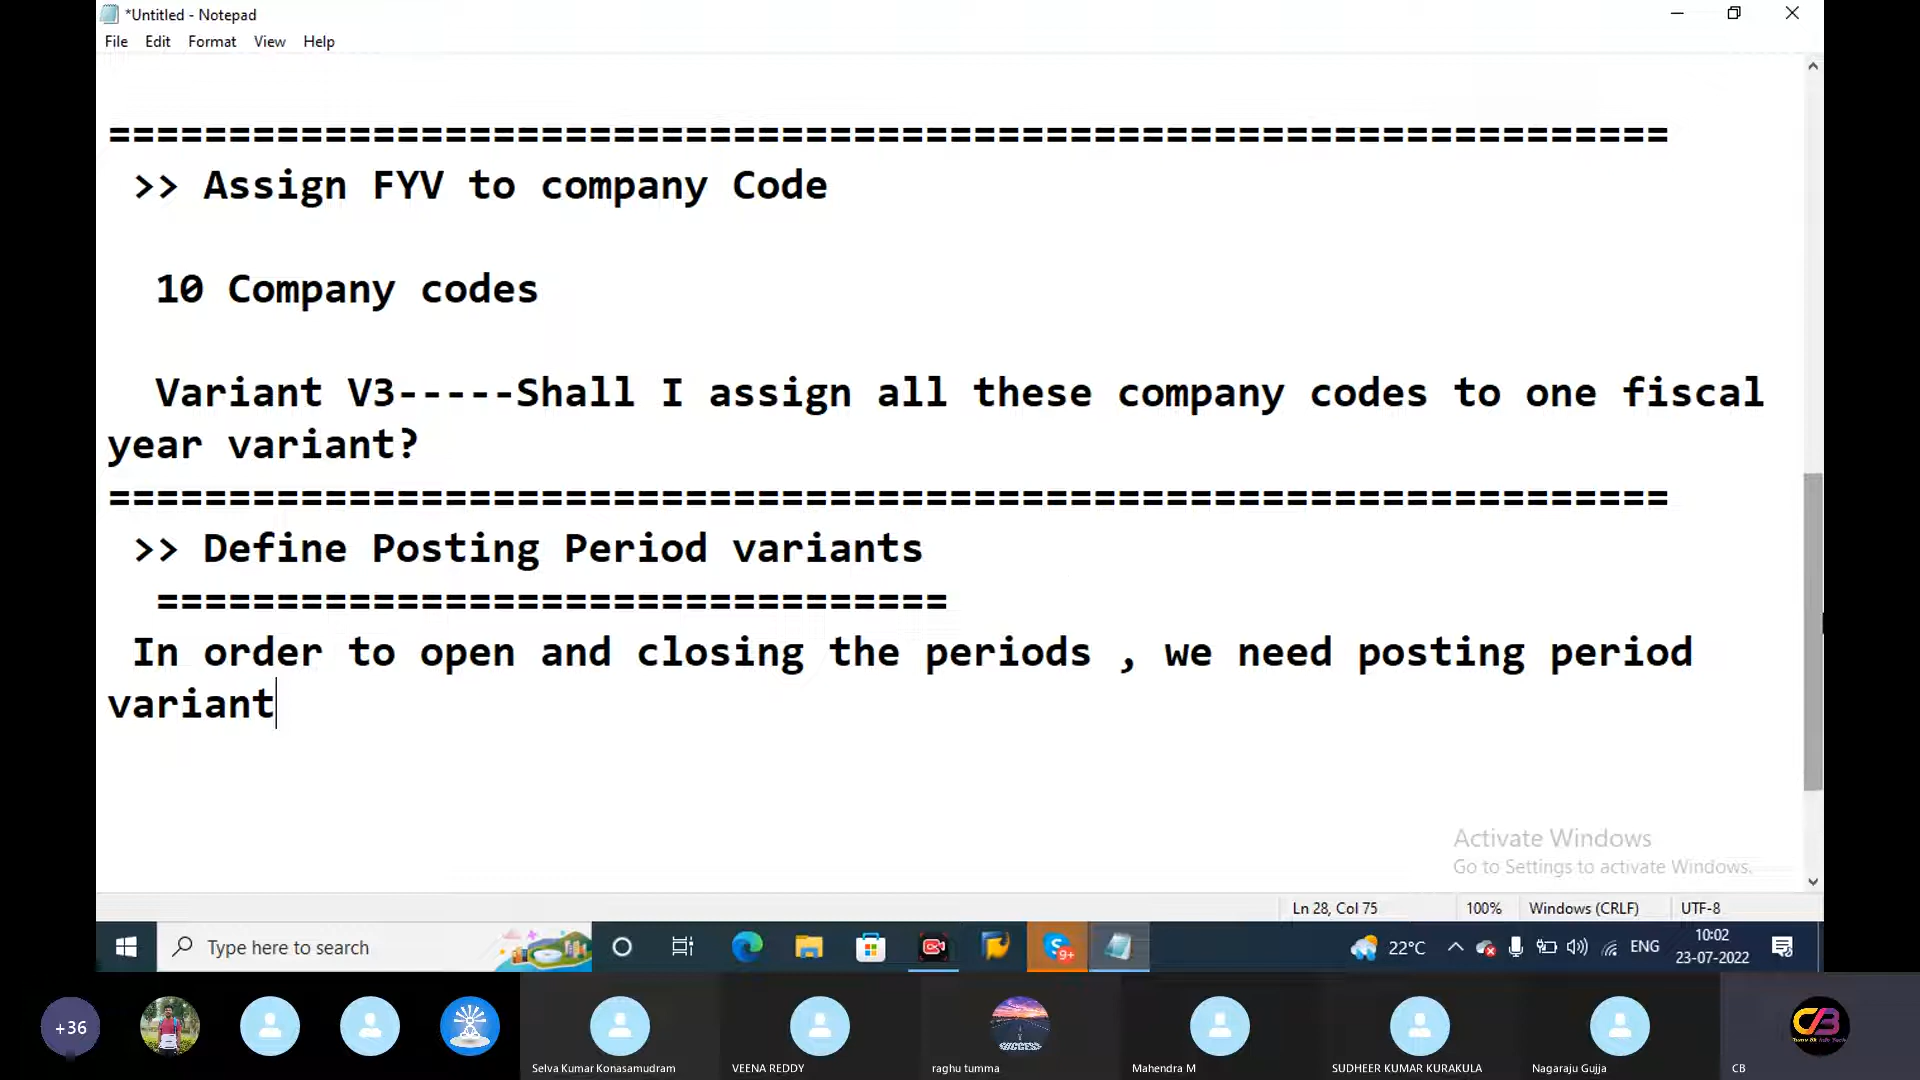 *Untitled - Notepad
File Edit Format View Help
=================================================================
>> Assign FYV to company Code
10 Company codes
Variant V3-----Shall I assign all these company codes to one fiscal
year variant?
=================================================================
>> Define Posting Period variants
=================================
In order to open and closing the periods , we need posting period
variant
Activate Windows
Go to Settings to activate Windows.
Ln 28, Col 75 100% Windows (CRLF) UTF-8
Type here to search
9+
22°C
ENG
10:02
23-07-2022
+36
Selva Kumar Konasamudram
VEENA REDDY
raghu tumma
Mahendra M
SUDHEER KUMAR KURAKULA
Nagaraju Gujja
CB